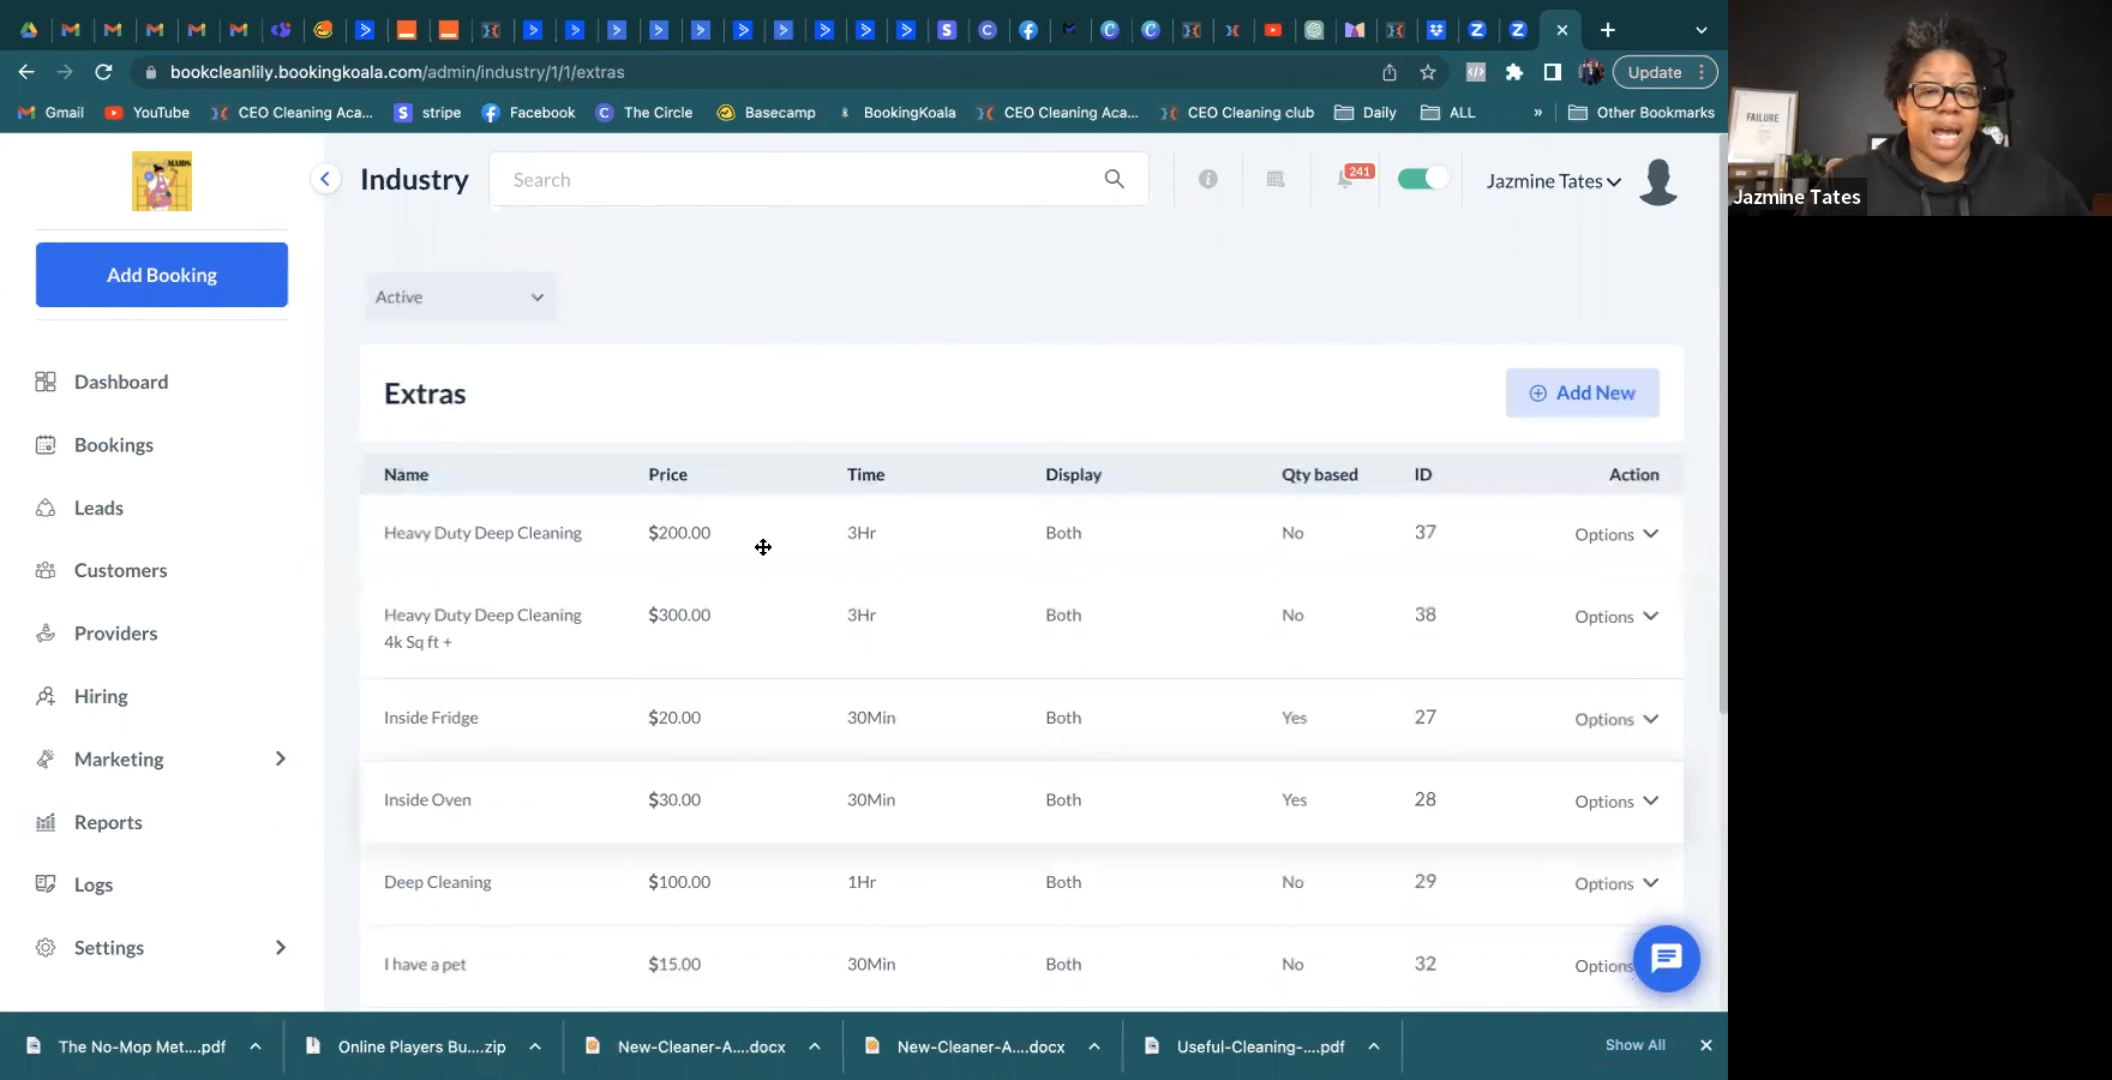 bookcleanlily.bookingkoala.com/admin/industry/1/1/extras
Update
Gmail
YouTube
CEO Cleaning Aca...
stripe
Facebook
The Circle
Basecamp
BookingKoala
CEO Cleaning Aca...
CEO Cleaning club
Daily
ALL
»
Other Bookmarks
FAILURE
Jazmine Tates
MAIDS
Industry
Search
241
Jazmine Tates
Add Booking
Dashboard
Bookings
Leads
Customers
Providers
Hiring
Marketing
Reports
Logs
Settings
Active
Extras
Add New
Name Price Time Display Qty based ID Action
Heavy Duty Deep Cleaning $200.00 3Hr Both No 37 Options
Heavy Duty Deep Cleaning $300.00 3Hr Both No 38 Options
4k Sq ft +
Inside Fridge $20.00 30Min Both Yes 27 Options
Inside Oven $30.00 30Min Both Yes 28 Options
Deep Cleaning $100.00 1Hr Both No 29 Options
I have a pet $15.00 30Min Both No 32 Options
The No-Mop Met....pdf
Online Players Bu....zip
New-Cleaner-A....docx
New-Cleaner-A....docx
Useful-Cleaning-....pdf
Show All